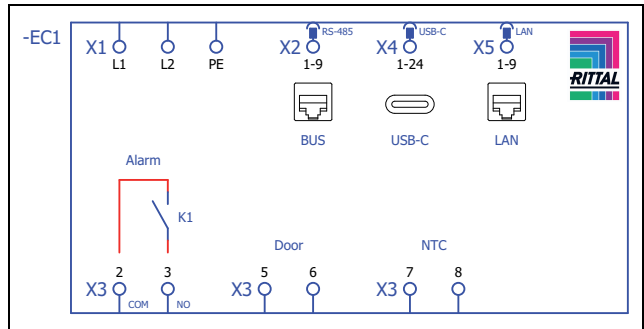 -EC1
X1 L1 L2 PE
X2 RS-485 1-9
X4 USB-C 1-24
X5 LAN 1-9
RITTAL
BUS USB-C LAN
Alarm
K1
Door NTC
X3 2 COM 3 NO
X3 5 6
X3 7 8